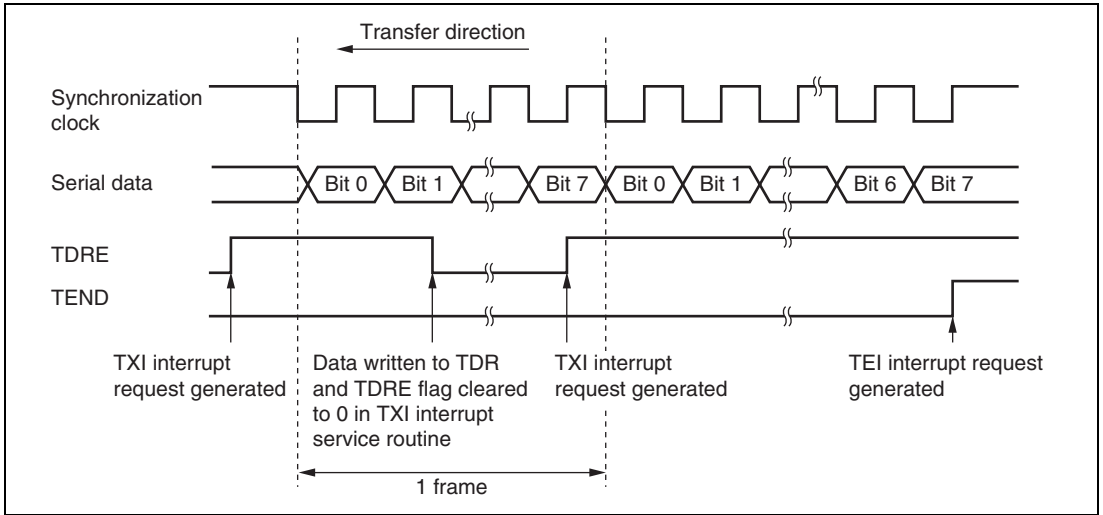 Transfer direction
Synchronization
clock
Serial data
Bit 0 Bit 1 Bit 7 Bit 0 Bit 1 Bit 6 Bit 7
TDRE
TEND
TXI interrupt
request generated
Data written to TDR
and TDRE flag cleared
to 0 in TXI interrupt
service routine
TXI interrupt
request generated
TEI interrupt request
generated
1 frame